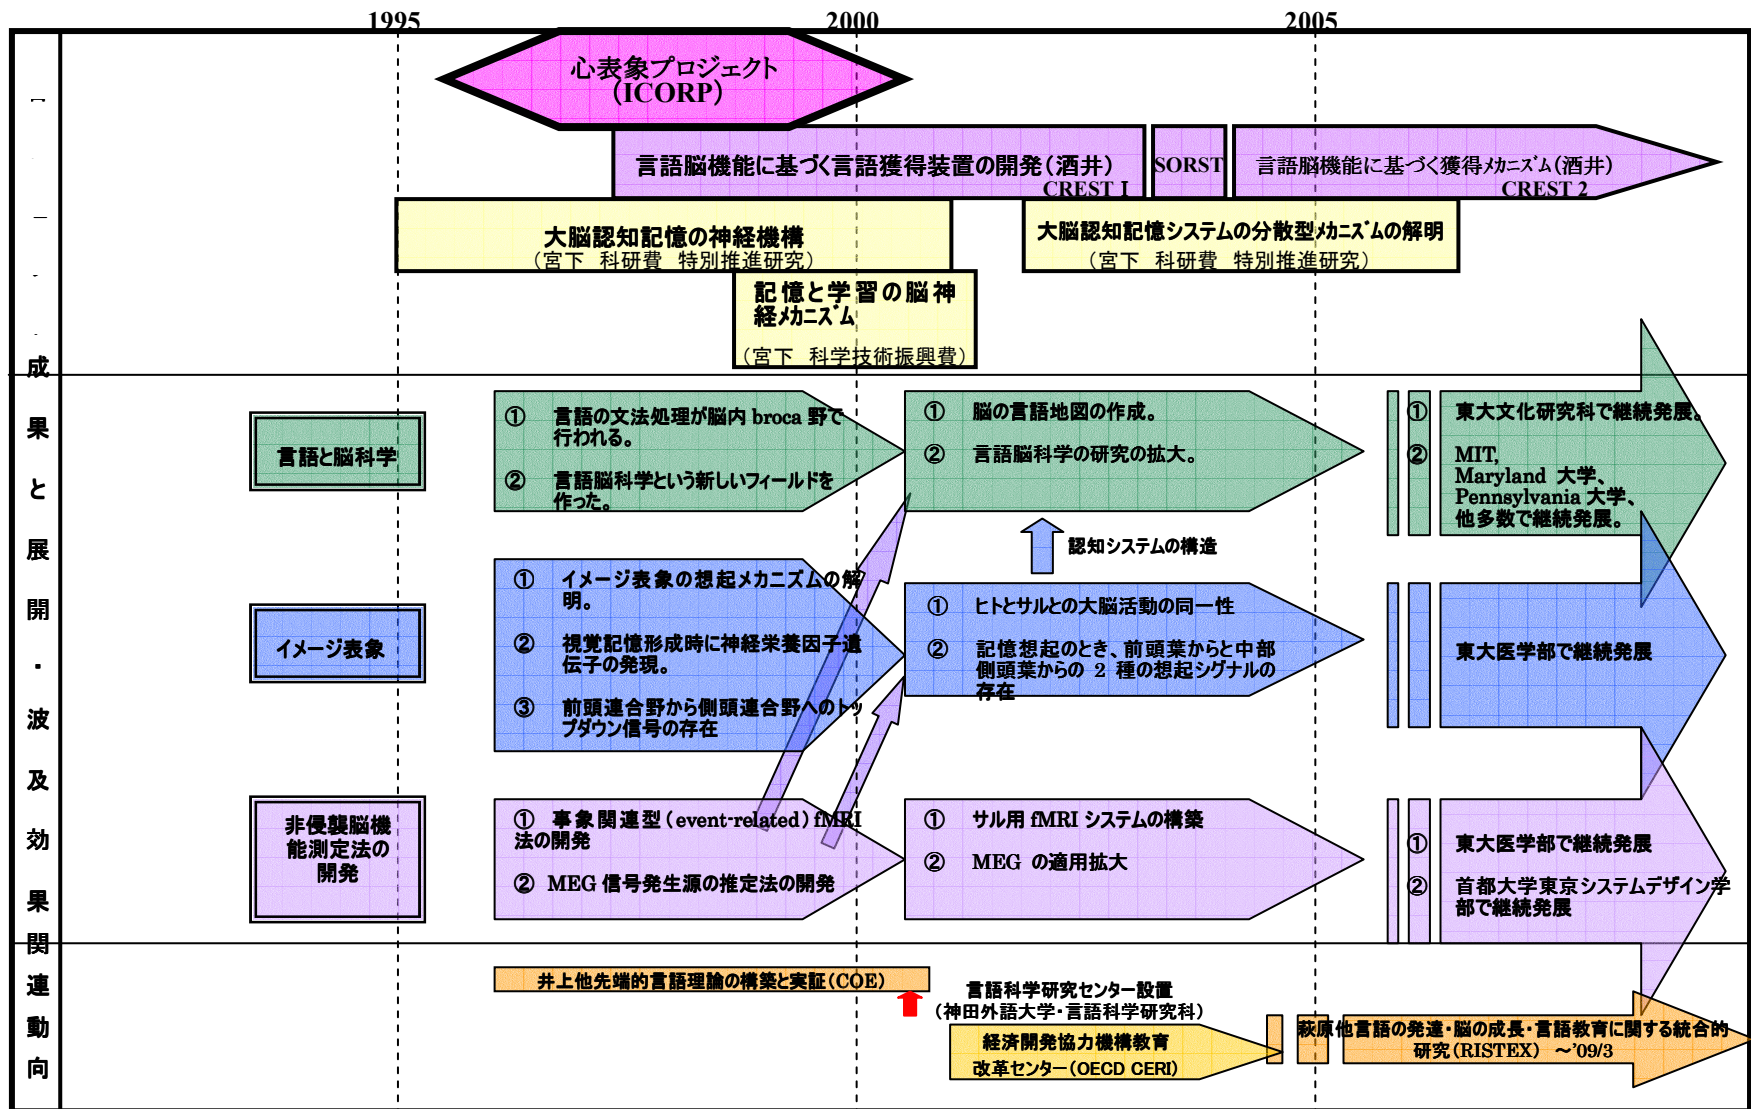 1995
2000
2005
心表象プロジェクト
(ICORP)
言語脳機能に基づく言語獲得装置の開発(酒井)
CREST I
SORST
言語脳機能に基づく獲得メカニズム(酒井)
CREST 2
大脳認知記憶の神経機構
(宮下 科研費 特別推進研究)
大脳認知記憶システムの分散型メカニズムの解明
(宮下 科研費 特別推進研究)
記憶と学習の脳神
経メカニズム
(宮下 科学技術振興費)
成果と展開・波及効果
言語と脳科学
① 言語の文法処理が脳内 broca 野で
行われる。
② 言語脳科学という新しいフィールドを
作った。
① 脳の言語地図の作成。
② 言語脳科学の研究の拡大。
① 東大文化研究科で継続発展。
② MIT,
Maryland 大学、
Pennsylvania 大学、
他多数で継続発展。
認知システムの構造
イメージ表象
① イメージ表象の想起メカニズムの解
明。
② 視覚記憶形成時に神経栄養因子遺
伝子の発現。
③ 前頭連合野から側頭連合野へのトッ
プダウン信号の存在
① ヒトとサルとの大脳活動の同一性
② 記憶想起のとき、前頭葉からと中部
側頭葉からの 2 種の想起シグナルの
存在
東大医学部で継続発展
非侵襲脳機
能測定法の
開発
① 事象関連型(event-related)fMRI
法の開発
② MEG 信号発生源の推定法の開発
① サル用 fMRI システムの構築
② MEG の適用拡大
① 東大医学部で継続発展
② 首都大学東京システムデザイン学
部で継続発展
関連動向
井上他先端的言語理論の構築と実証(COE)
言語科学研究センター設置
(神田外語大学・言語科学研究科)
経済開発協力機構教育
改革センター(OECD CERI)
萩原他言語の発達・脳の成長・言語教育に関する統合的
研究(RISTEX) ～'09/3